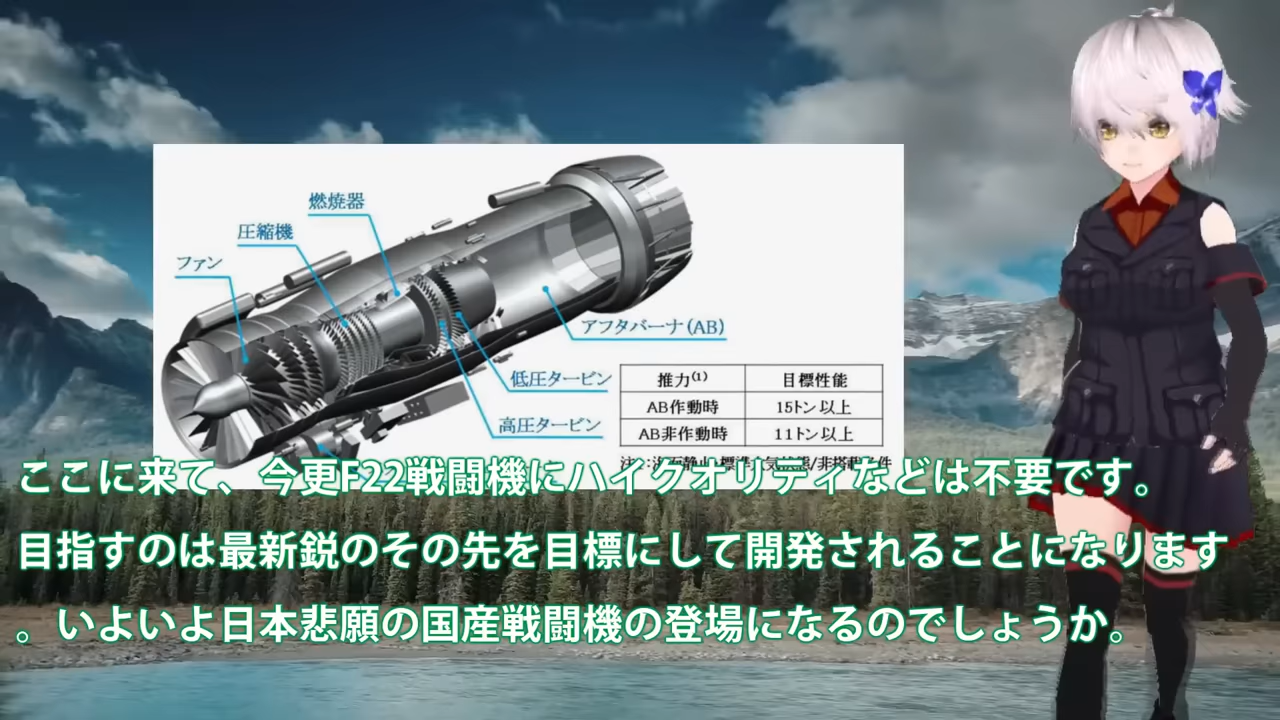 燃焼器
圧縮機
ファン
アフタバーナ(AB)
低圧タービン
高圧タービン
推力(1) 目標性能
AB作動時 15トン以上
AB非作動時 11トン以上
ここに来て、今更F22戦闘機にハイクオリティなどは不要です。
目指すのは最新鋭のその先を目標にして開発されることになります
。いよいよ日本悲願の国産戦闘機の登場になるのでしょうか。